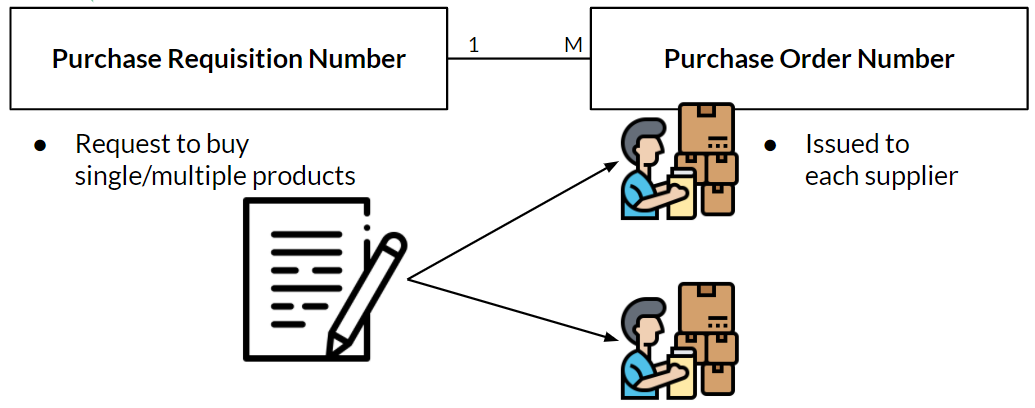 Purchase Requisition Number
1
M
Purchase Order Number
● Request to buy
single/multiple products
● Issued to
each supplier